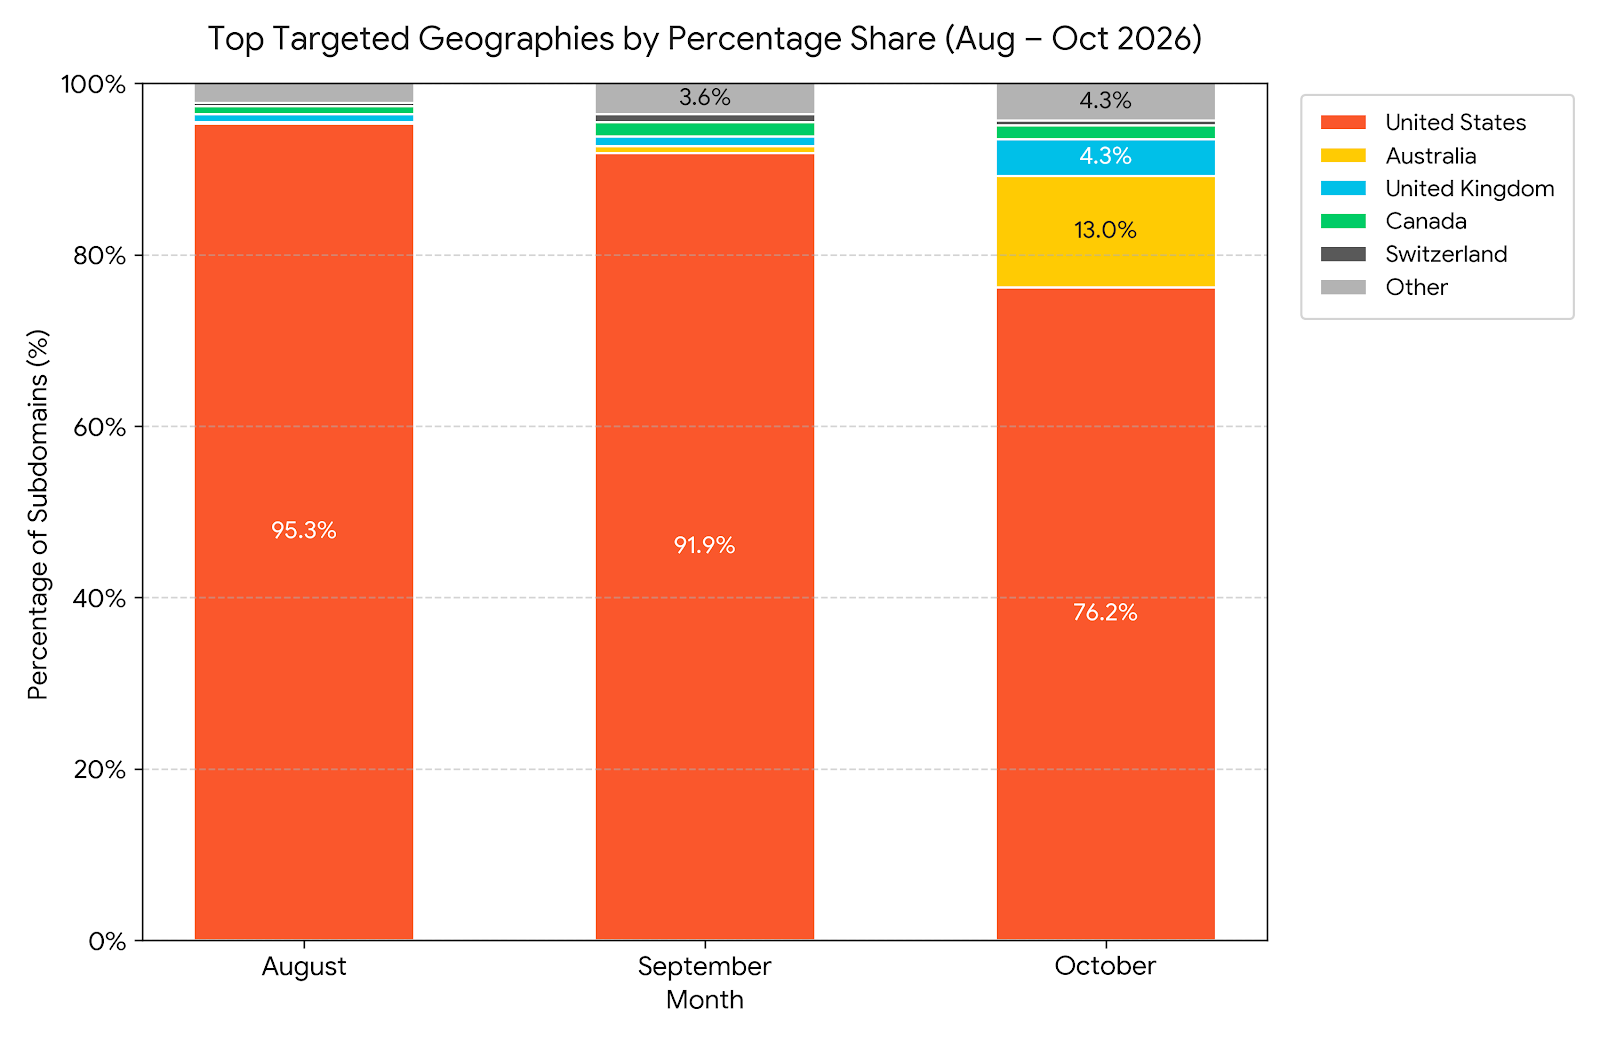 Top Targeted Geographies by Percentage Share (Aug – Oct 2026)
Percentage of Subdomains (%)
100%
80%
60%
40%
20%
0%
95.3%
3.6%
91.9%
4.3%
4.3%
13.0%
76.2%
August
September
October
Month
United States
Australia
United Kingdom
Canada
Switzerland
Other